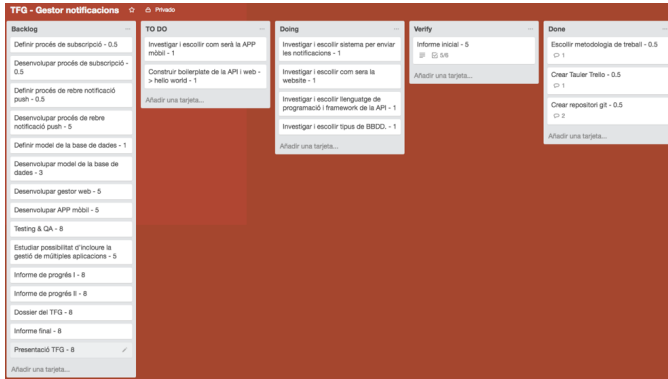 TFG - Gestor notificacions
Privado
Backlog
Definir procés de subscripció - 0.5
Desenvolupar procés de subscripció -
0.5
Definir procés de rebre notificació
push - 0.5
Desenvolupar procés de rebre
notificació push - 5
Definir model de la base de dades - 1
Desenvolupar model de la base de
dades - 3
Desenvolupar gestor web - 5
Desenvolupar APP mòbil - 5
Testing & QA - 8
Estudiar possibilitat d'incloure la
gestió de múltiples aplicacions - 5
Informe de progrés I - 8
Informe de progrés II - 8
Dossier del TFG - 8
Informe final - 8
Presentació TFG - 8
Añadir una tarjeta...
TO DO
Investigar i escollir com serà la APP
mòbil - 1
Construir boilerplate de la API i web -
> hello world - 1
Añadir una tarjeta...
Doing
Investigar i escollir sistema per enviar
les notificacions - 1
Investigar i escollir com sera la
website - 1
Investigar i escollir llenguatge de
programació i framework de la API - 1
Investigar i escollir tipus de BBDD. - 1
Añadir una tarjeta...
Verify
Informe inicial - 5
5/6
Añadir una tarjeta...
Done
Escollir metodologia de treball - 0.5
1
Crear Tauler Trello - 0.5
1
Crear repositori git - 0.5
2
Añadir una tarjeta...